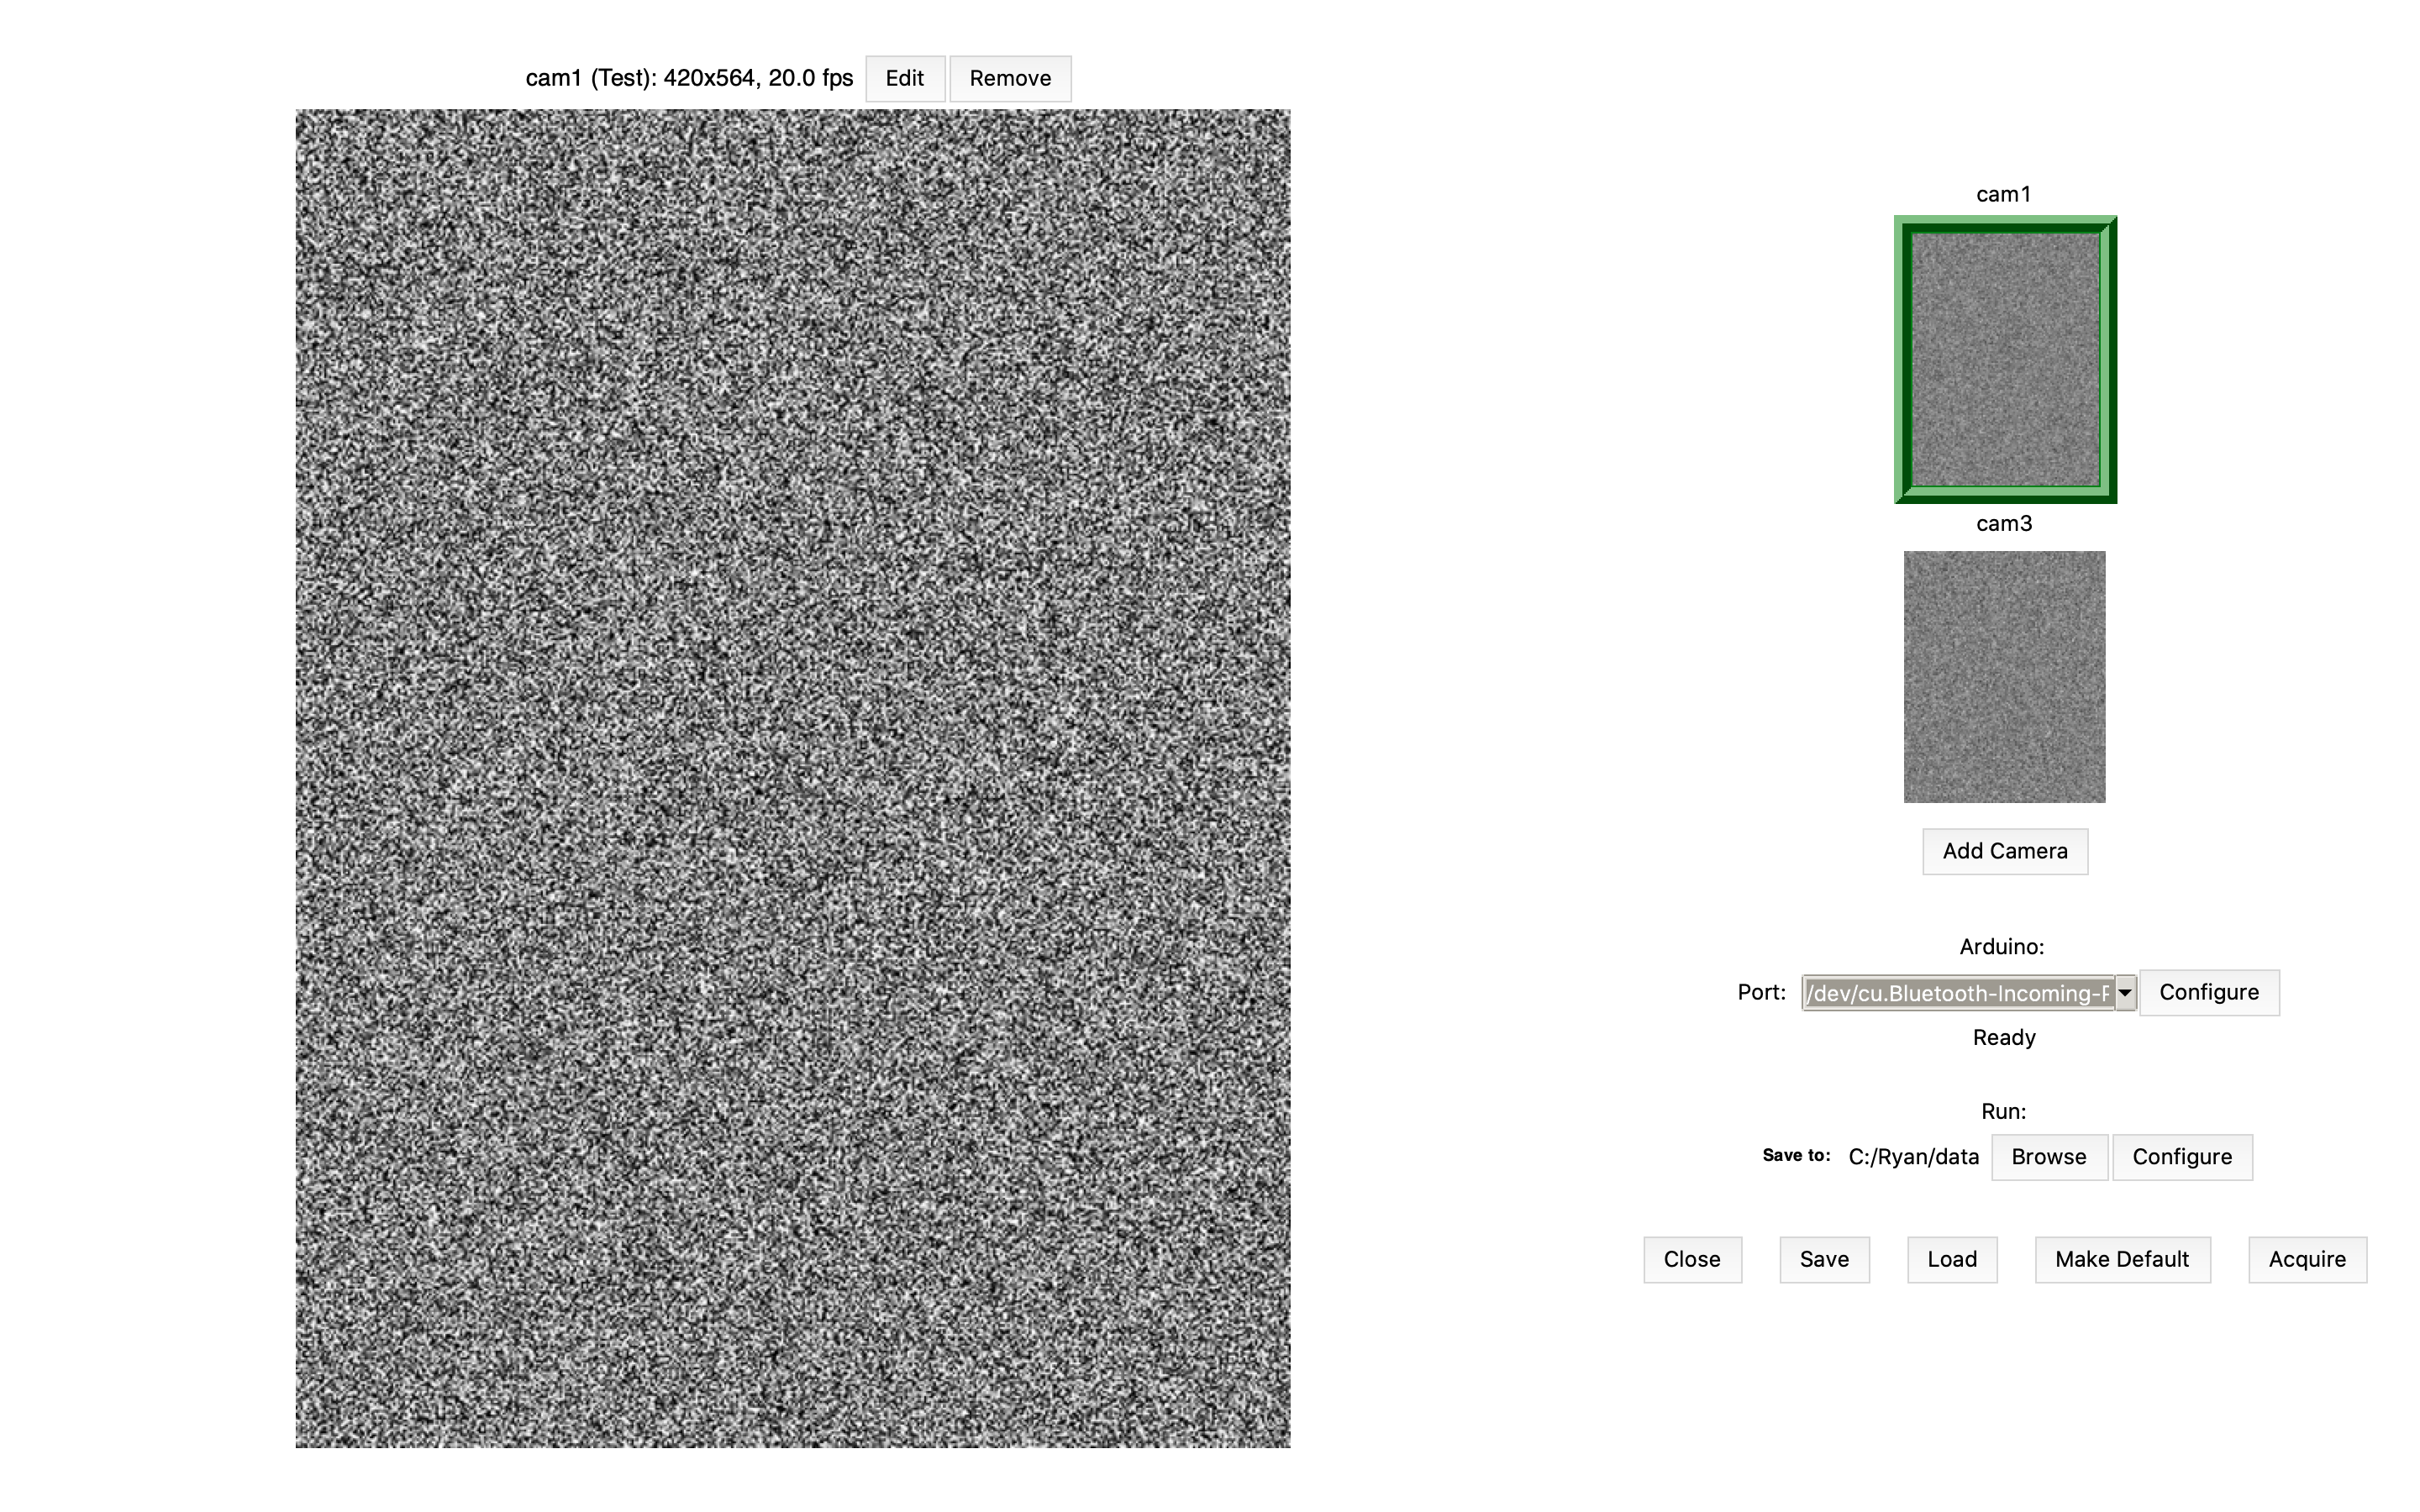 cam1 (Test): 420x564, 20.0 fps Edit Remove
cam1
cam3
Add Camera
Arduino:
Port: /dev/cu.Bluetooth-Incoming- Configure
Ready
Run:
Save to: C:/Ryan/data Browse Configure
Close Save Load Make Default Acquire